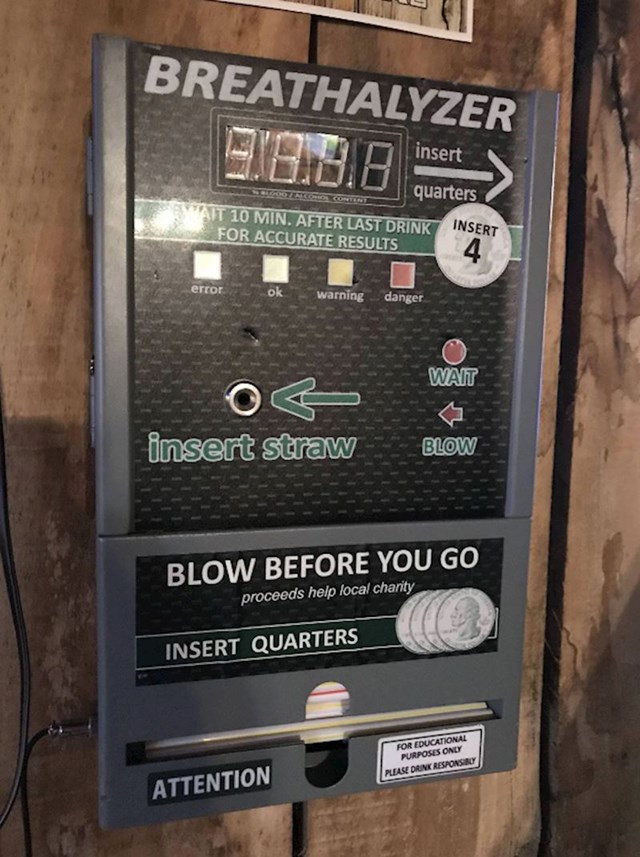 BREATHALYZER
insert
quarters
% BLOOD / ALCOHOL CONTENT
WAIT 10 MIN. AFTER LAST DRINK
FOR ACCURATE RESULTS
INSERT
4
error ok warning danger
WAIT
BLOW
insert straw
BLOW BEFORE YOU GO
proceeds help local charity
INSERT QUARTERS
ATTENTION
FOR EDUCATIONAL
PURPOSES ONLY
PLEASE DRINK RESPONSIBLY